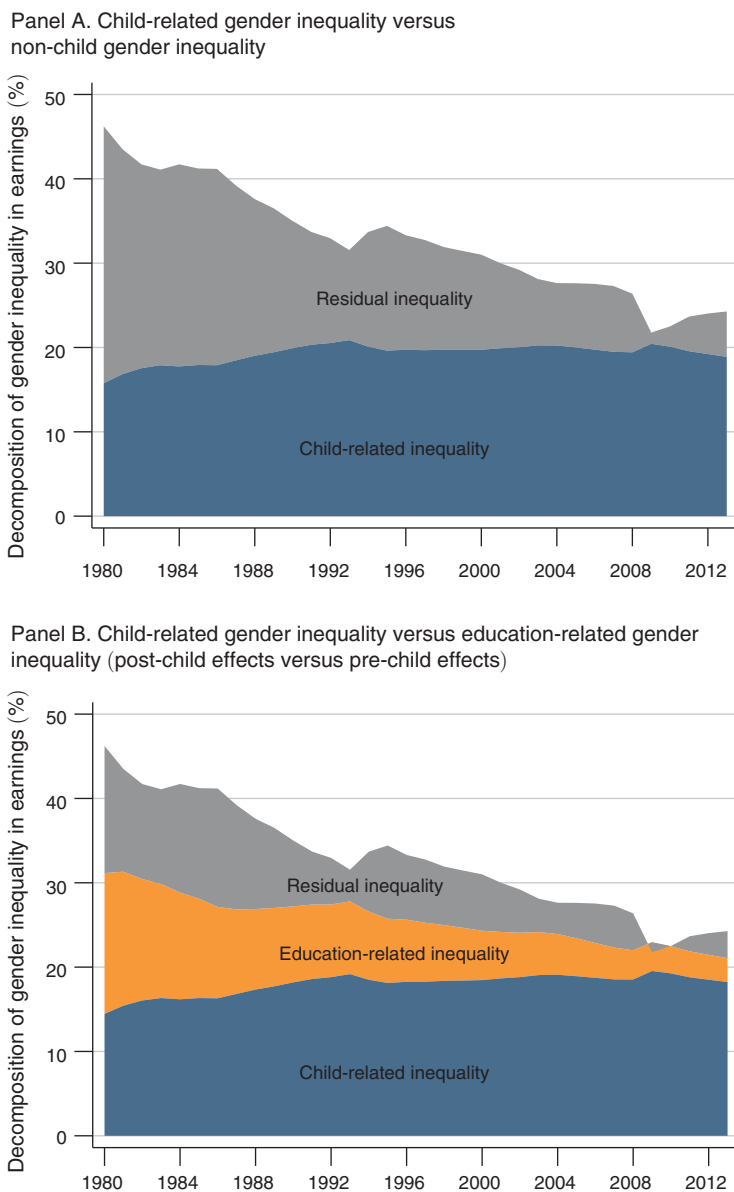 Panel A. Child-related gender inequality versus
non-child gender inequality
Decomposition of gender inequality in earnings (%)
50
40
30
20
10
0
Residual inequality
Child-related inequality
1980 1984 1988 1992 1996 2000 2004 2008 2012
Panel B. Child-related gender inequality versus education-related gender
inequality (post-child effects versus pre-child effects)
Decomposition of gender inequality in earnings (%)
50
40
30
20
10
0
Residual inequality
Education-related inequality
Child-related inequality
1980 1984 1988 1992 1996 2000 2004 2008 2012